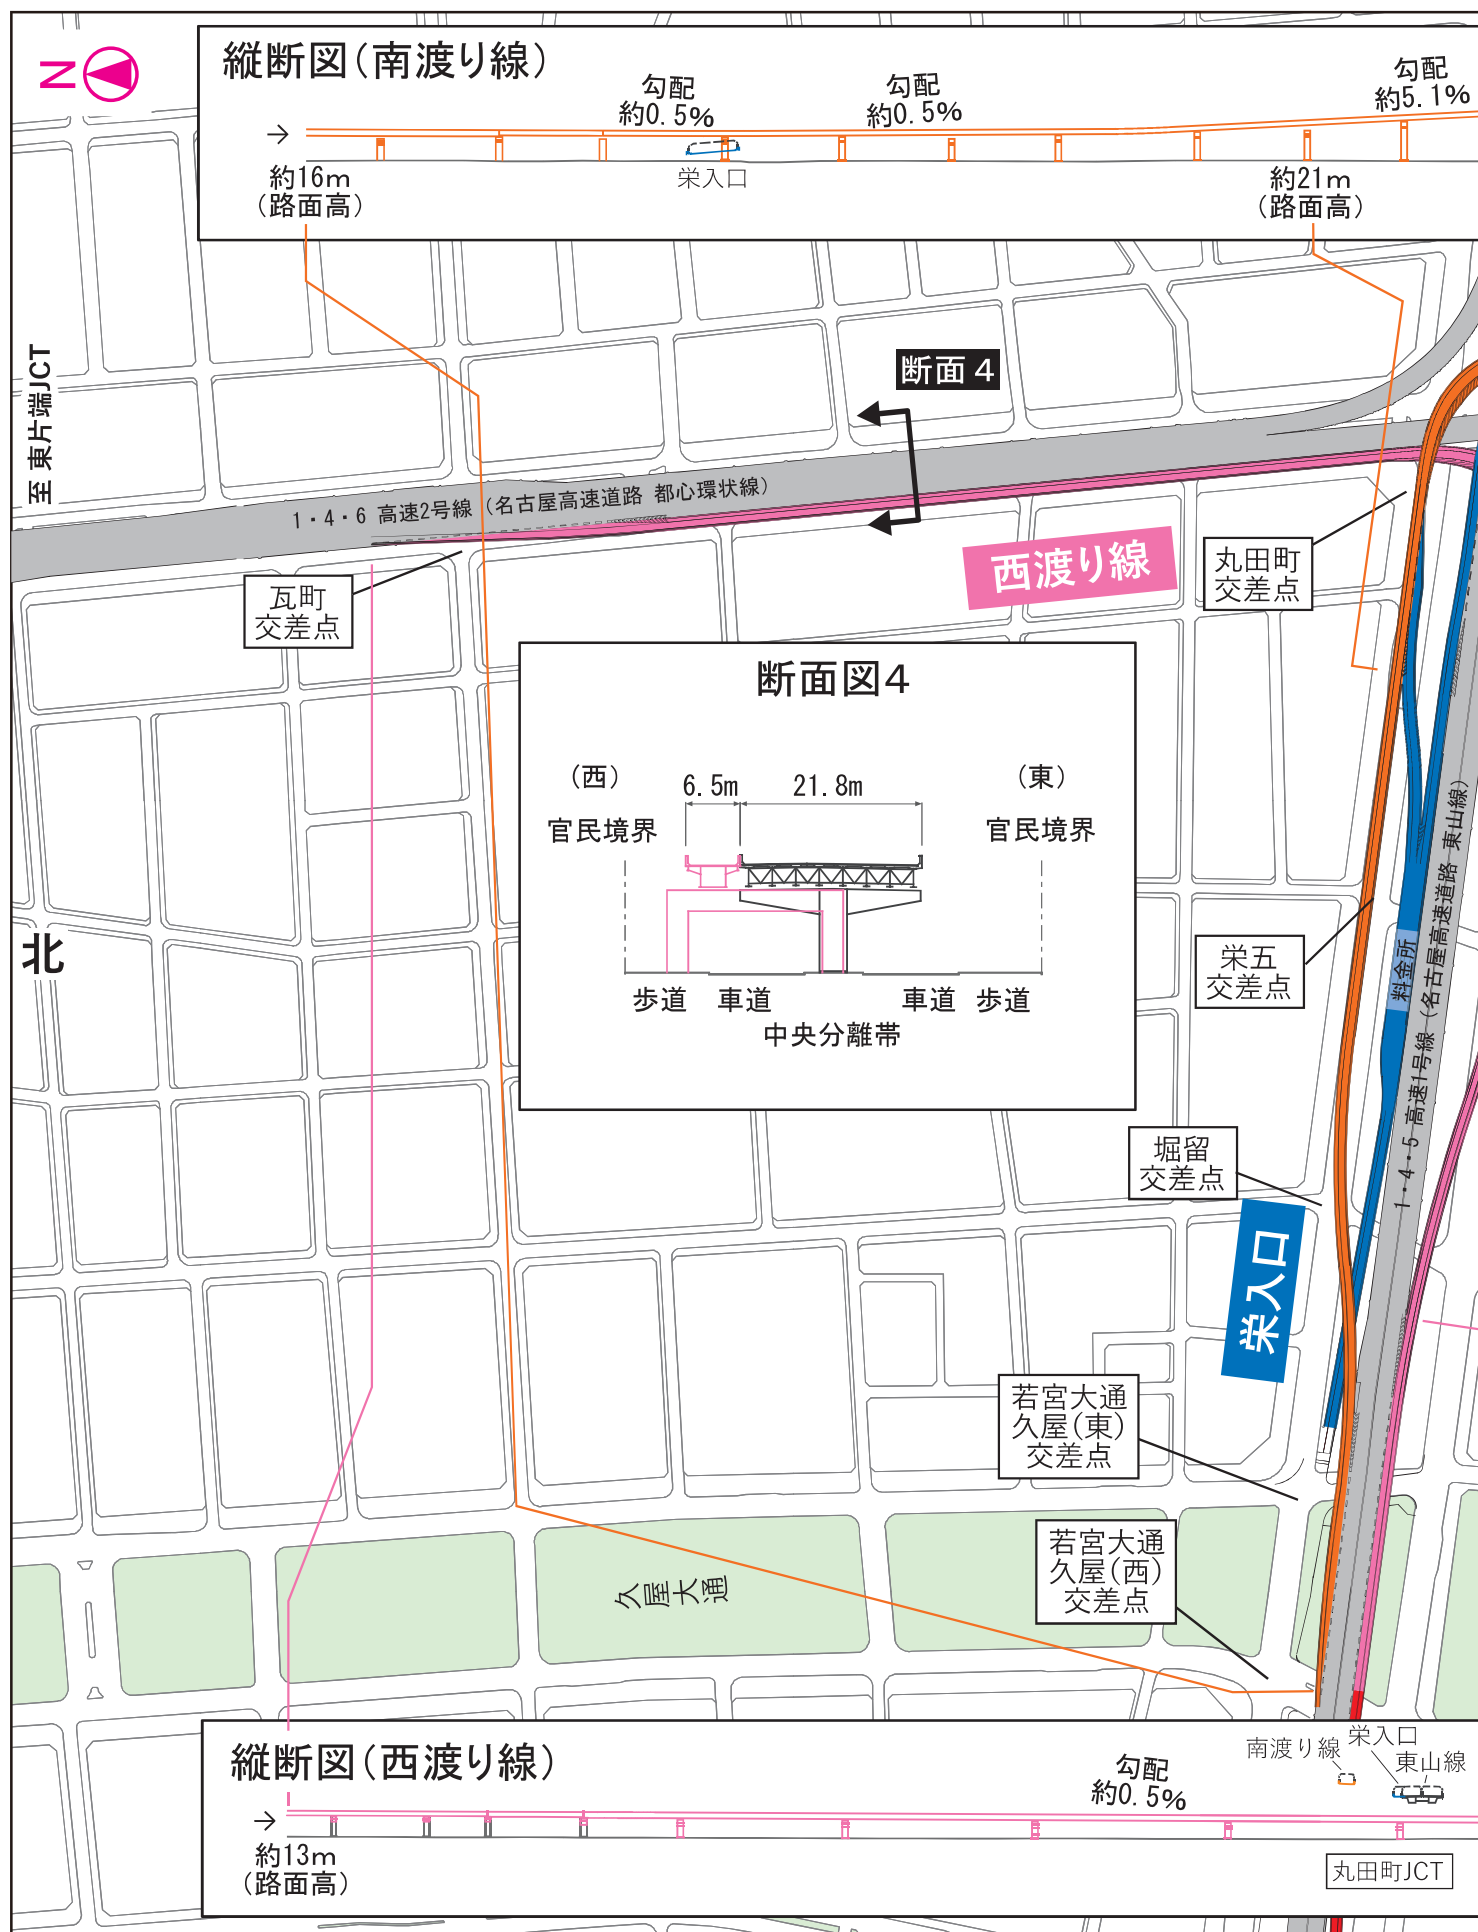 N
縦断図(南渡り線)
勾配
約0.5%
勾配
約0.5%
勾配
約5.1%
→
約16m
(路面高)
栄入口
約21m
(路面高)
至 東片端JCT
断面4
1・4・6 高速2号線 (名古屋高速道路 都心環状線)
西渡り線
瓦町
交差点
丸田町
交差点
断面図4
(西)
(東)
6.5m
21.8m
官民境界
官民境界
歩道
車道
車道
歩道
中央分離帯
北
栄五
交差点
料金所
1・4・5 高速1号線 (名古屋高速道路 東山線)
堀留
交差点
栄入口
若宮大通
久屋(東)
交差点
若宮大通
久屋(西)
交差点
久屋大通
縦断図(西渡り線)
勾配
約0.5%
南渡り線
栄入口
東山線
→
約13m
(路面高)
丸田町JCT